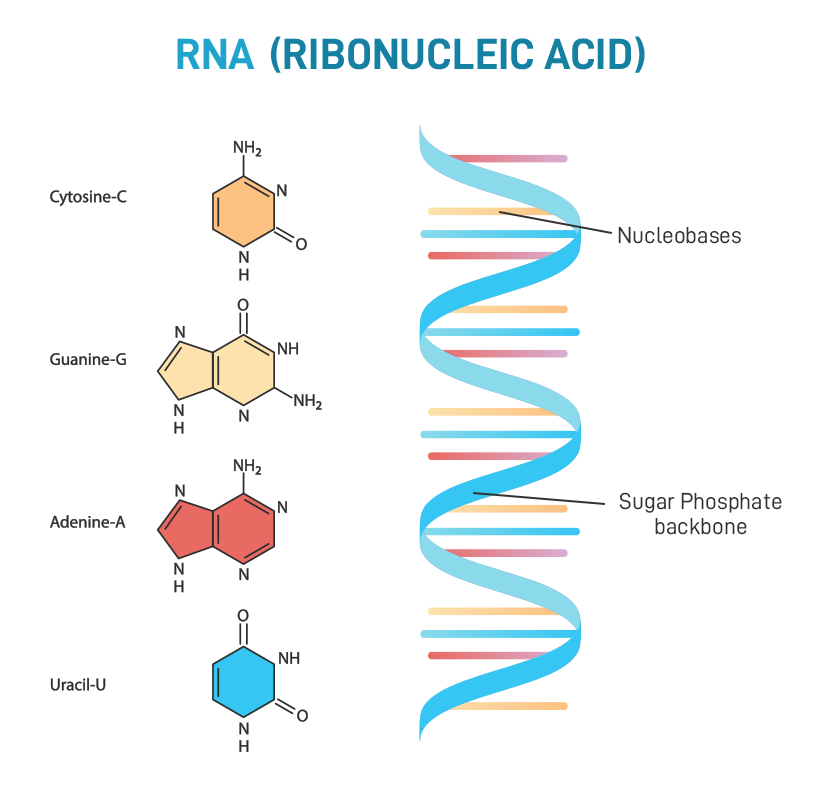 RNA (RIBONUCLEIC ACID)
Cytosine-C
NH₂
N
O
N
H
Nucleobases
Guanine-G
O
N
NH
NH₂
N
N
H
Adenine-A
NH₂
N
N
N
N
H
Sugar Phosphate
backbone
Uracil-U
O
NH
O
N
H